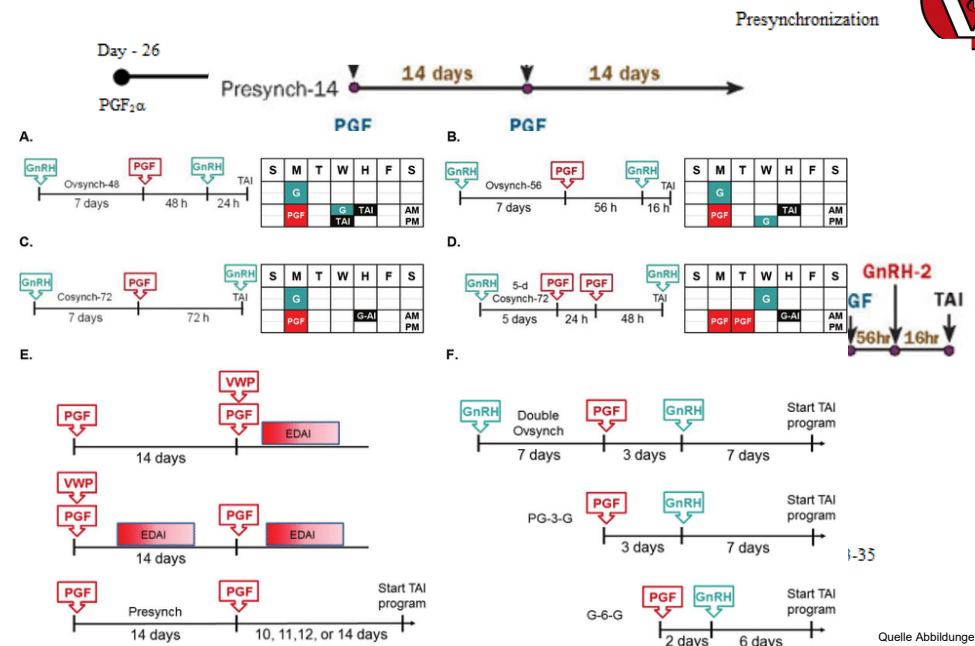 Presynchronization
Day - 26
PGF₂α
Presynch-14
14 days
14 days
PGF
PGF
A.
GnRH
PGF
GnRH
TAI
Ovsynch-48
7 days
48 h
24 h
S M T W H F S
G
PGF G TAI AM
TAI PM
B.
GnRH
PGF
GnRH
TAI
Ovsynch-56
7 days
56 h
16 h
S M T W H F S
G
PGF TAI AM
G PM
C.
GnRH
PGF
GnRH
TAI
Cosynch-72
7 days
72 h
S M T W H F S
G
PGF G-AI AM
PM
D.
GnRH
5-d
Cosynch-72
PGF
PGF
GnRH
TAI
5 days
24 h
48 h
S M T W H F S
G
PGF PGF G-AI AM
PM
GnRH-2
GF
TAI
56hr
16hr
E.
VWP
PGF
PGF
EDAI
14 days
VWP
PGF
PGF
EDAI
EDAI
14 days
PGF
PGF
Start TAI
program
Presynch
14 days
10, 11,12, or 14 days
F.
GnRH
Double
Ovsynch
PGF
GnRH
Start TAI
program
7 days
3 days
7 days
PG-3-G
PGF
GnRH
Start TAI
program
3 days
7 days
-35
G-6-G
PGF
GnRH
Start TAI
program
2 days
6 days
Quelle Abbildunge